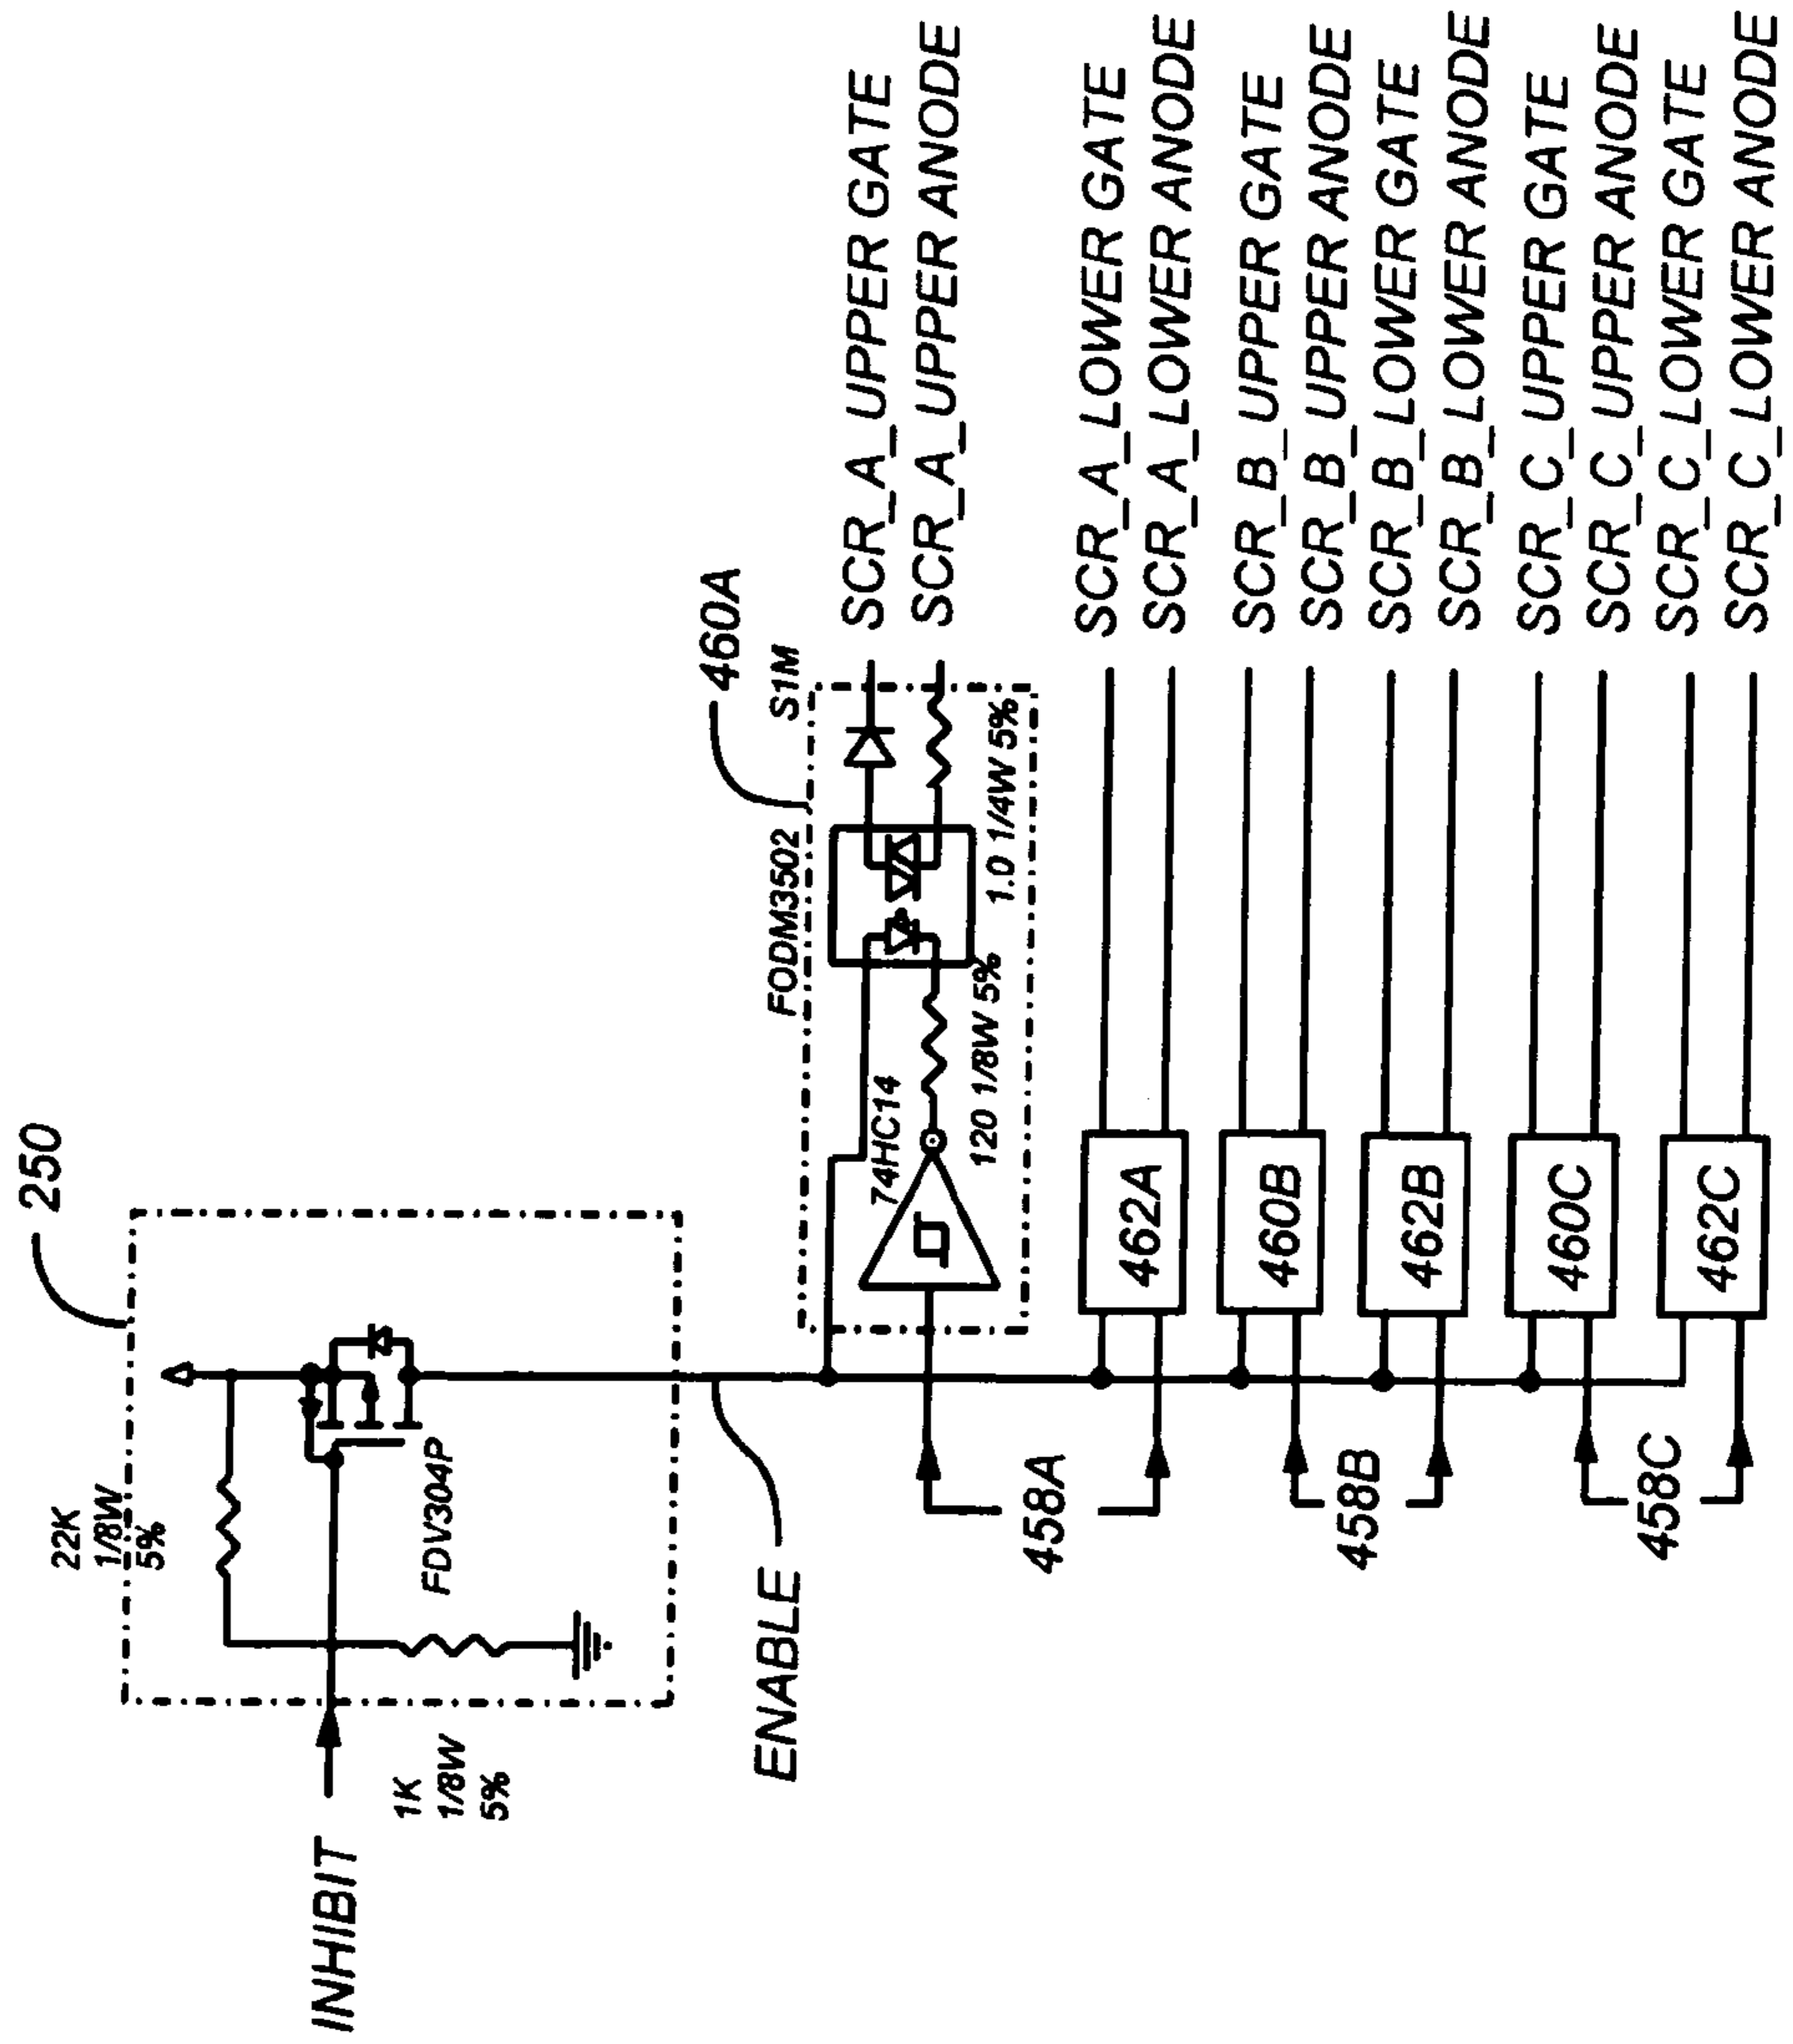 250
22K
1/8W
5%
FDV304P
INHIBIT
1K
1/8W
5%
ENABLE
460A
FODM3502
S1M
74HC14
120 1/8W 5%
1.0 1/4W 5%
SCR_A_UPPER GATE
SCR_A_UPPER ANODE
458A
462A
SCR_A_LOWER GATE
SCR_A_LOWER ANODE
458B
460B
SCR_B_UPPER GATE
SCR_B_UPPER ANODE
462B
SCR_B_LOWER GATE
SCR_B_LOWER ANODE
458C
460C
SCR_C_UPPER GATE
SCR_C_UPPER ANODE
462C
SCR_C_LOWER GATE
SCR_C_LOWER ANODE